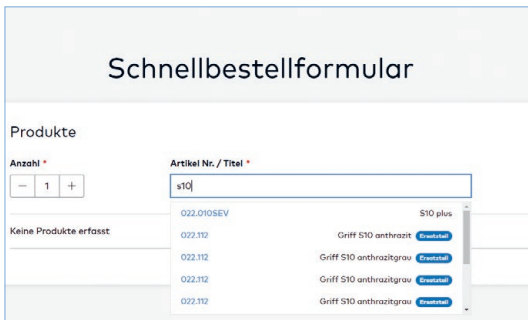 Schnellbestellformular
Produkte
Anzahl * Artikel Nr. / Titel *
− 1 + s10
022.010SEV S10 plus
Keine Produkte erfasst
022.112 Griff S10 anthrazit Ersatzteil
022.112 Griff S10 anthrazitgrau Ersatzteil
022.112 Griff S10 anthrazitgrau Ersatzteil
022.112 Griff S10 anthrazitgrau Ersatzteil